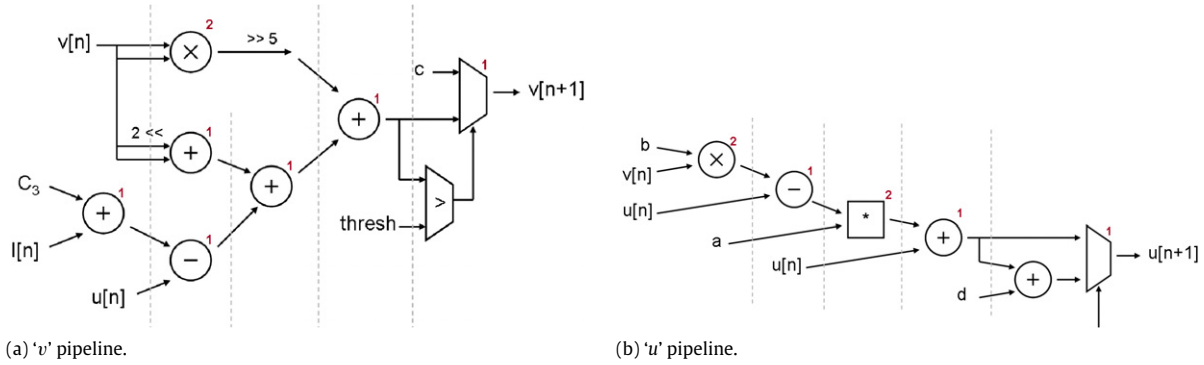 2
v[n]
×
>> 5
c
1
v[n+1]
1
+
2 <<
1
+
1
+
C3
1
+
>
thresh
I[n]
1
−
u[n]
(a) ‘v’ pipeline.
b
2
×
v[n]
1
−
u[n]
2
*
a
1
+
u[n]
1
u[n+1]
+
d
(b) ‘u’ pipeline.